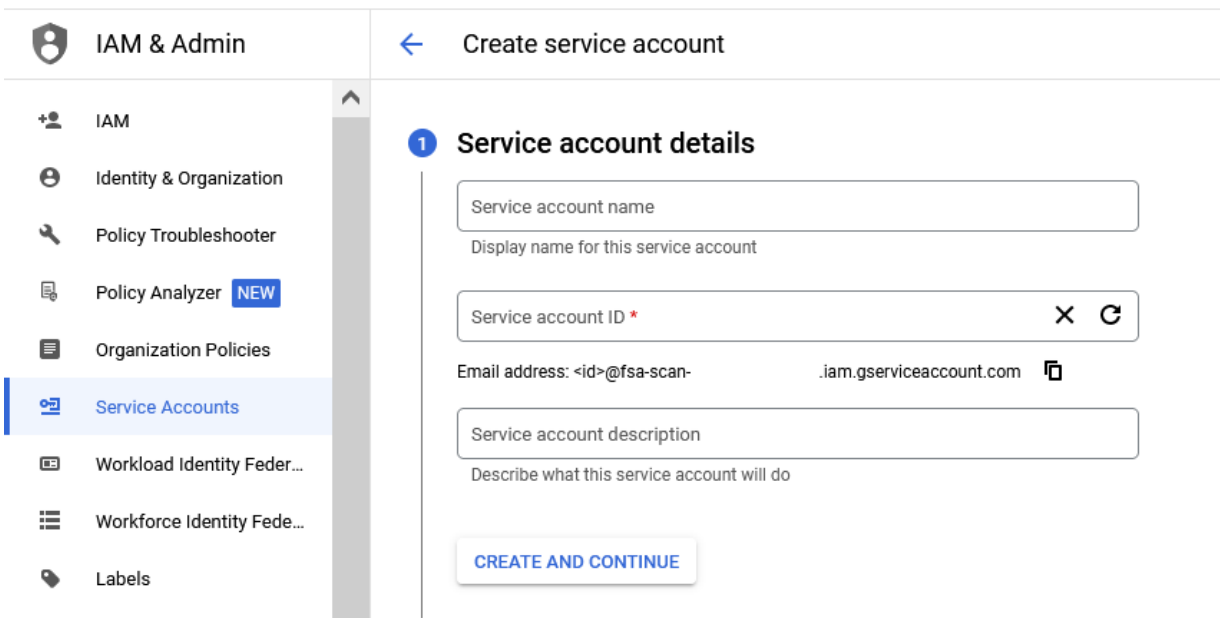 IAM & Admin
Create service account
IAM
Identity & Organization
Policy Troubleshooter
Policy Analyzer NEW
Organization Policies
Service Accounts
Workload Identity Feder...
Workforce Identity Fede...
Labels
1 Service account details
Service account name
Display name for this service account
Service account ID *
Email address: <id>@fsa-scan- .iam.gserviceaccount.com
Service account description
Describe what this service account will do
CREATE AND CONTINUE